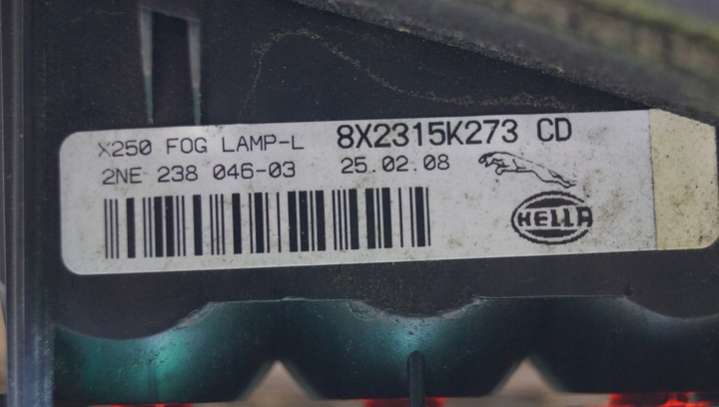 X250 FOG LAMP-L 8X2315K273 CD
2NE 238 046-03 25.02.08
HELLA